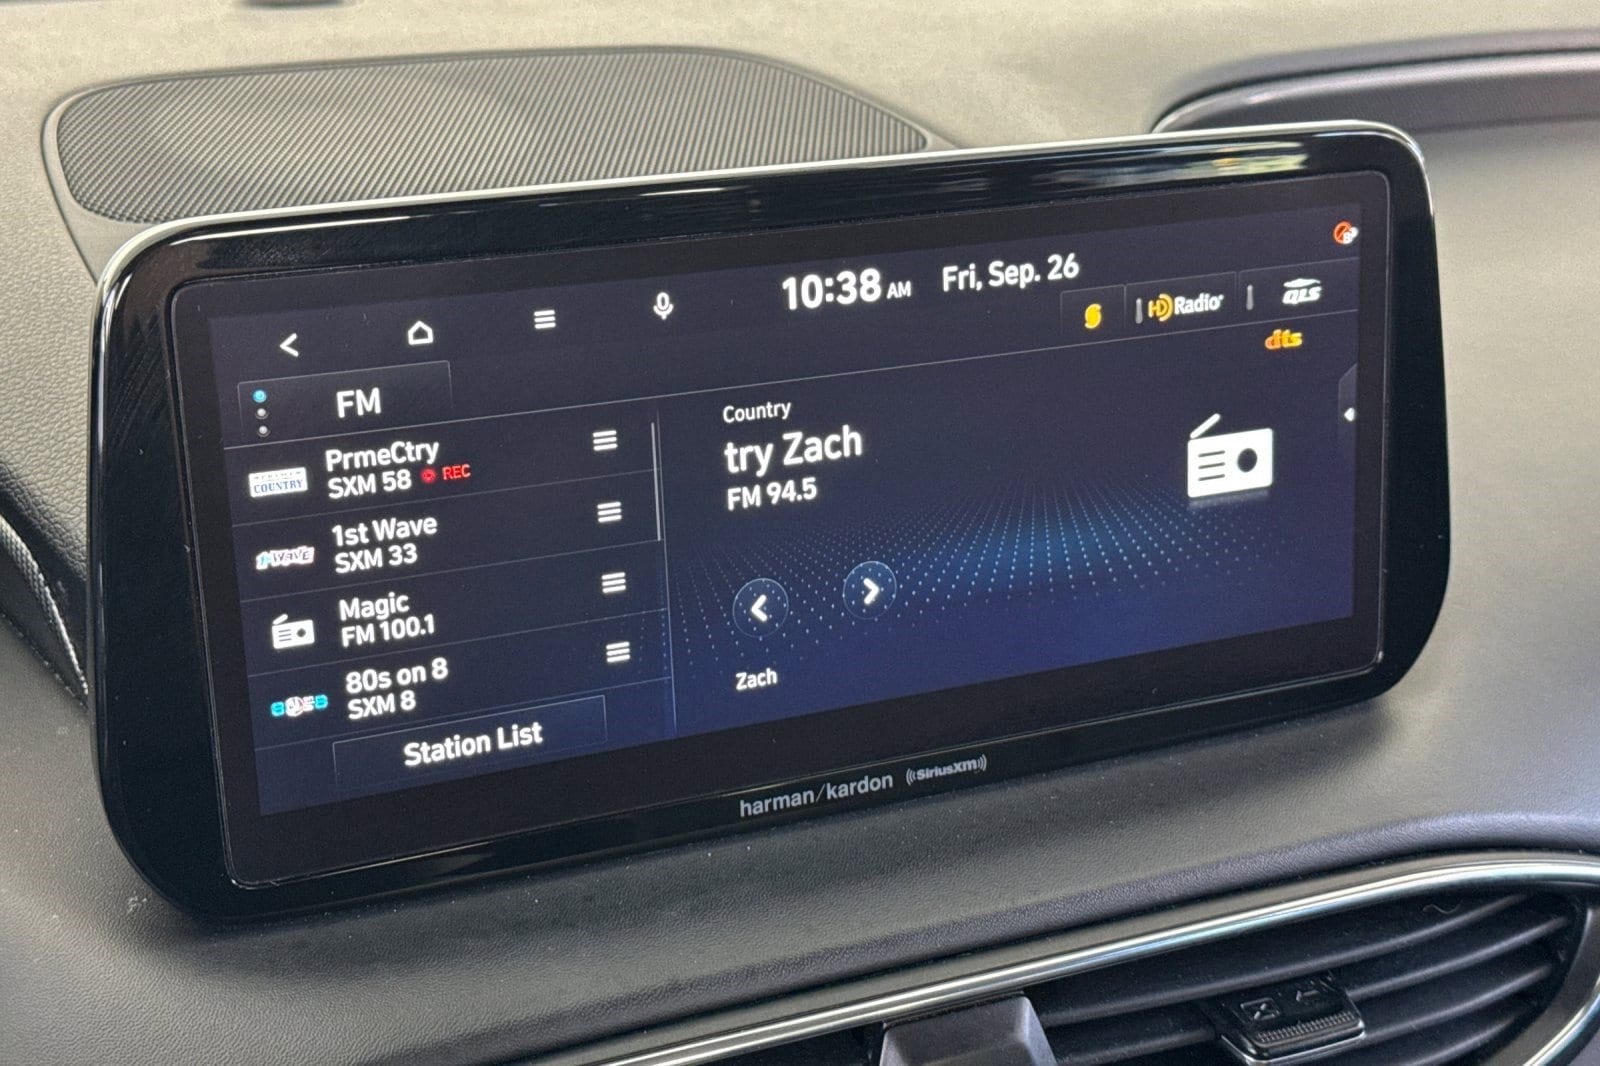 10:38 AM Fri, Sep. 26
HD Radio
QLS
dts
FM
PrmeCtry
SXM 58 REC
COUNTRY
1st Wave
SXM 33
Magic
FM 100.1
80s on 8
SXM 8
Station List
Country
try Zach
FM 94.5
Zach
harman/kardon ((SiriusXM))